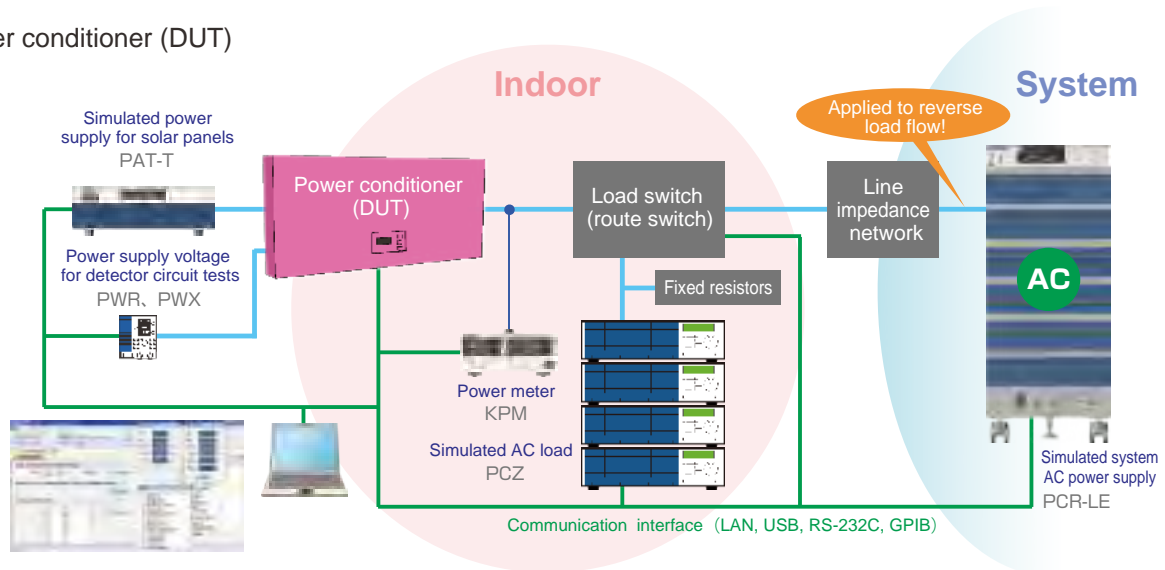 er conditioner (DUT)
Indoor
System
Simulated power
supply for solar panels
PAT-T
Applied to reverse
load flow!
Power conditioner
(DUT)
Load switch
(route switch)
Line
impedance
network
Power supply voltage
for detector circuit tests
PWR、PWX
Fixed resistors
AC
Power meter
KPM
Simulated AC load
PCZ
Simulated system
AC power supply
PCR-LE
Communication interface（LAN, USB, RS-232C, GPIB）